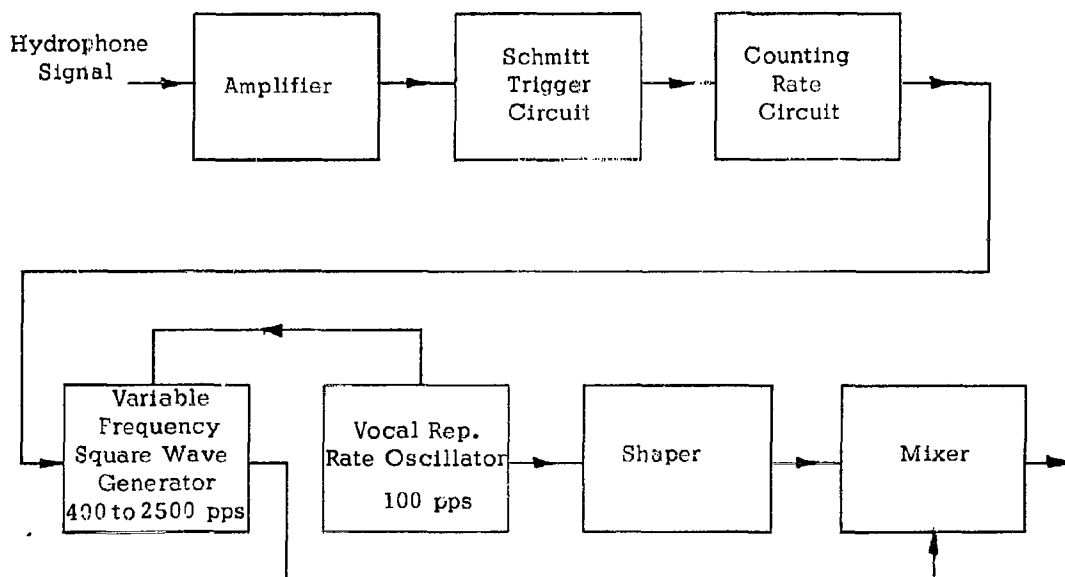 Hydrophone
Signal
Amplifier
Schmitt
Trigger
Circuit
Counting
Rate
Circuit
Variable
Frequency
Square Wave
Generator
400 to 2500 pps
Vocal Rep.
Rate Oscillator
100 pps
Shaper
Mixer